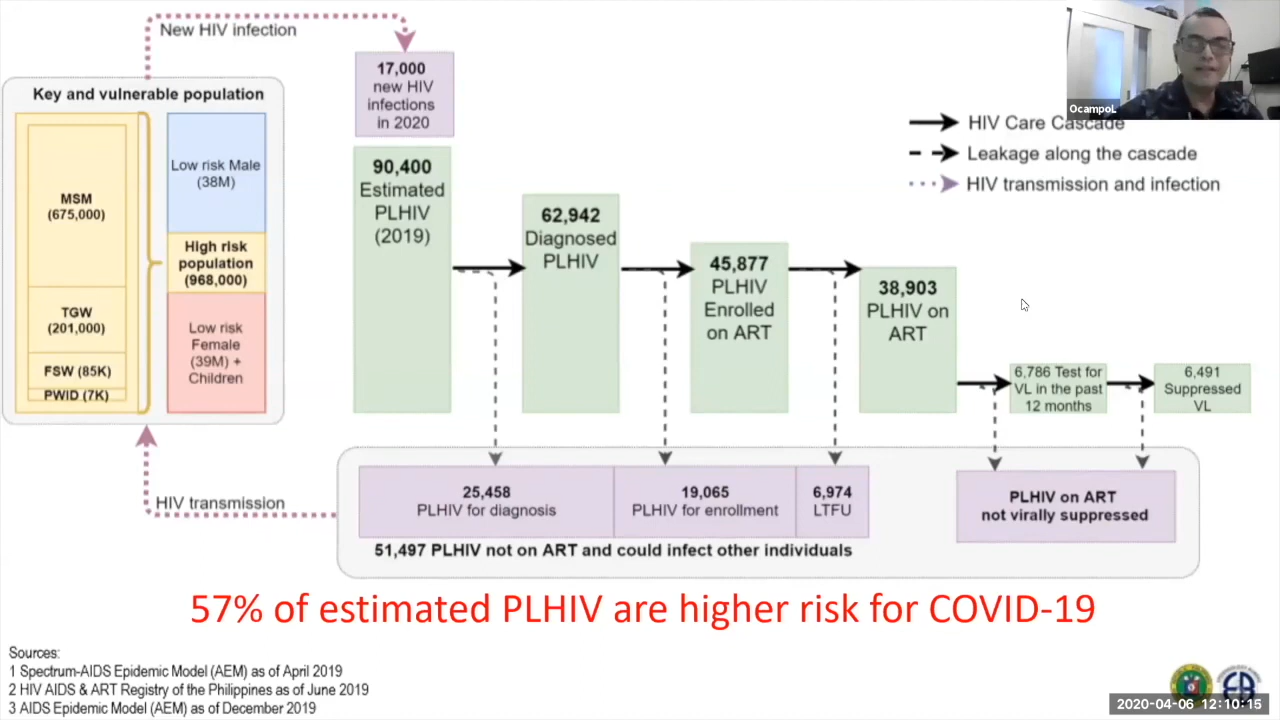 New HIV infection
Key and vulnerable population
MSM
(675,000)
TGW
(201,000)
FSW (85K)
PWID (7K)
Low risk Male
(38M)
High risk
population
(968,000)
Low risk
Female
(39M) +
Children
17,000
new HIV
infections
in 2020
90,400
Estimated
PLHIV
(2019)
62,942
Diagnosed
PLHIV
45,877
PLHIV
Enrolled
on ART
38,903
PLHIV on
ART
6,786 Test for
VL in the past
12 months
6,491
Suppressed
VL
OcampoL
HIV Care Cascade
Leakage along the cascade
HIV transmission and infection
HIV transmission
25,458
PLHIV for diagnosis
19,065
PLHIV for enrollment
6,974
LTFU
PLHIV on ART
not virally suppressed
51,497 PLHIV not on ART and could infect other individuals
57% of estimated PLHIV are higher risk for COVID-19
Sources:
1 Spectrum-AIDS Epidemic Model (AEM) as of April 2019
2 HIV AIDS & ART Registry of the Philippines as of June 2019
3 AIDS Epidemic Model (AEM) as of December 2019
2020-04-06 12:10:15